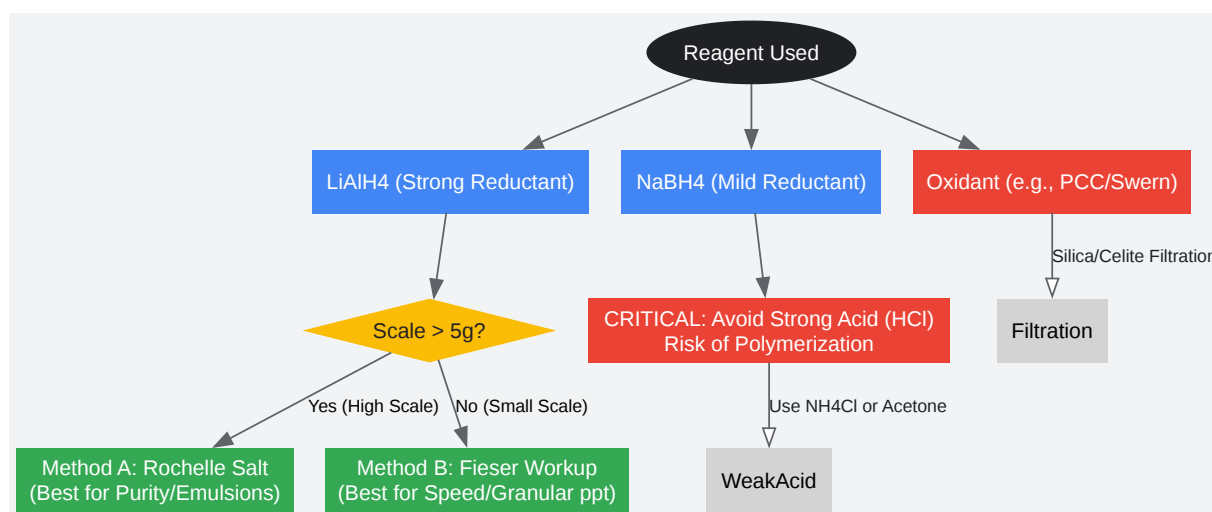 Reagent Used
LiAlH4 (Strong Reductant)
NaBH4 (Mild Reductant)
Oxidant (e.g., PCC/Swern)
Silica/Celite Filtration
Scale > 5g?
CRITICAL: Avoid Strong Acid (HCl)
Risk of Polymerization
Filtration
Yes (High Scale)
No (Small Scale)
Use NH4Cl or Acetone
Method A: Rochelle Salt
(Best for Purity/Emulsions)
Method B: Fieser Workup
(Best for Speed/Granular ppt)
WeakAcid